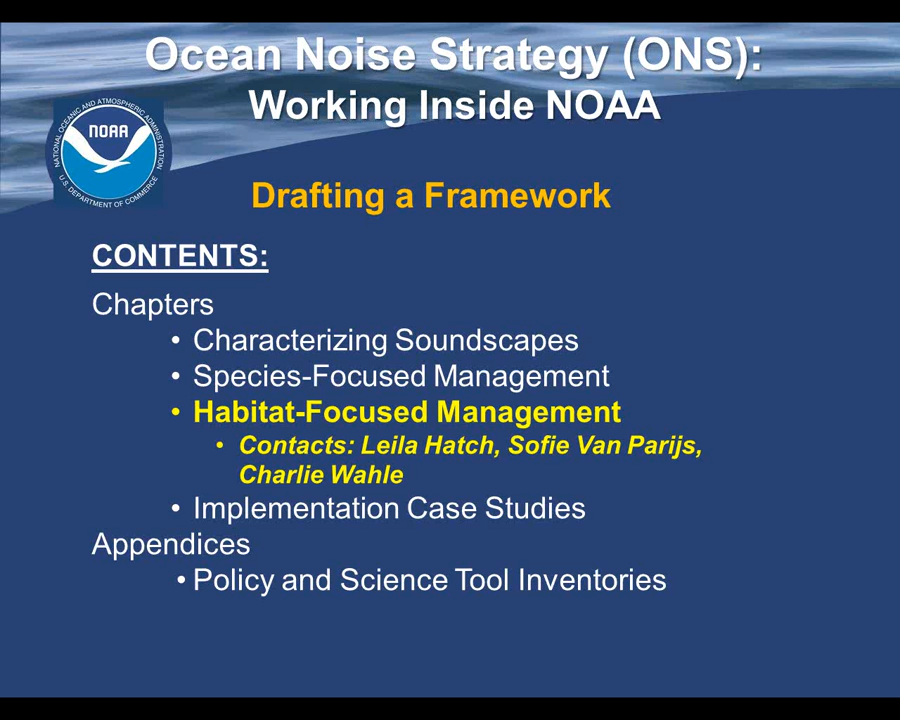 Ocean Noise Strategy (ONS):
Working Inside NOAA
NATIONAL OCEANIC AND ATMOSPHERIC ADMINISTRATION
NOAA
U.S. DEPARTMENT OF COMMERCE
Drafting a Framework
CONTENTS:
Chapters
• Characterizing Soundscapes
• Species-Focused Management
• Habitat-Focused Management
• Contacts: Leila Hatch, Sofie Van Parijs,
Charlie Wahle
• Implementation Case Studies
Appendices
• Policy and Science Tool Inventories